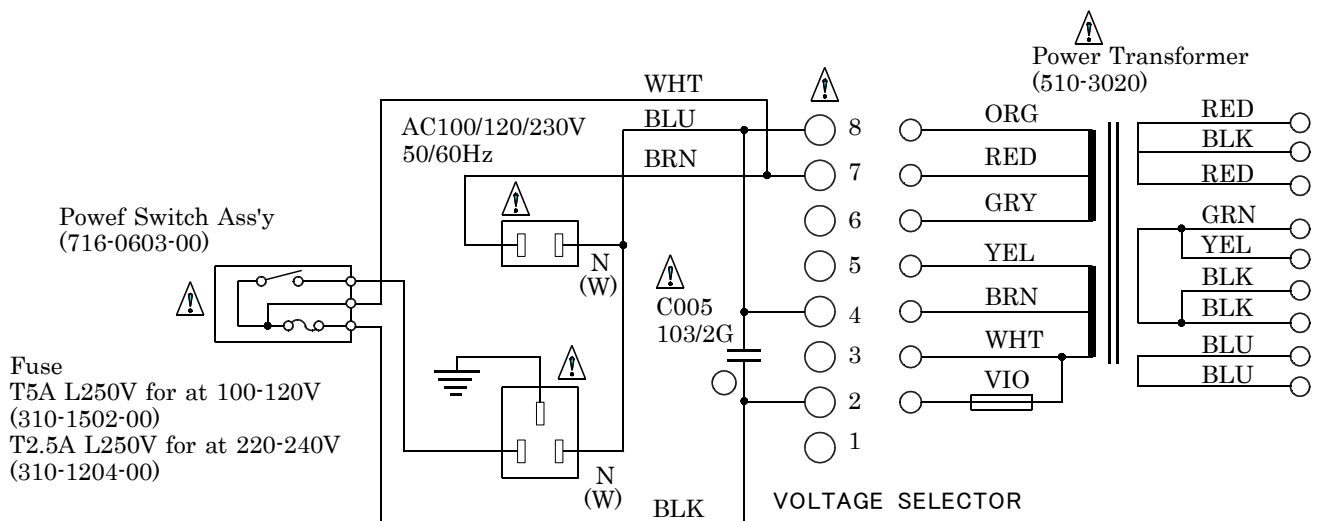 Power Transformer
(510-3020)
WHT
BLU
BRN
AC100/120/230V
50/60Hz
Powef Switch Ass'y
(716-0603-00)
N
(W)
C005
103/2G
Fuse
T5A L250V for at 100-120V
(310-1502-00)
T2.5A L250V for at 220-240V
(310-1204-00)
N
(W)
BLK
8
7
6
5
4
3
2
1
VOLTAGE SELECTOR
ORG
RED
GRY
YEL
BRN
WHT
VIO
RED
BLK
RED
GRN
YEL
BLK
BLK
BLU
BLU